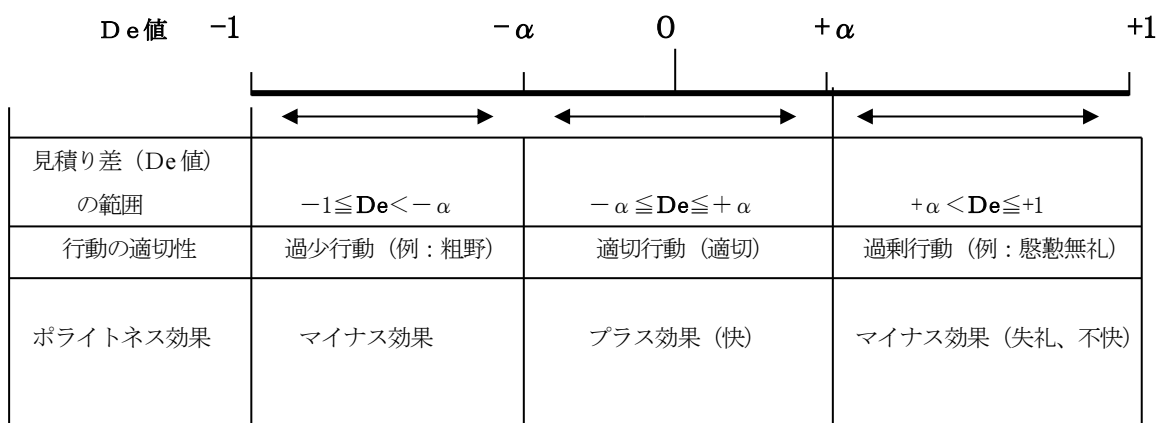 De値 -1 -α 0 +α +1
見積り差（De値）
の範囲 -1≦De<-α -α≦De≦+α +α<De≦+1
行動の適切性 過少行動（例：粗野） 適切行動（適切） 過剰行動（例：慇懃無礼）
ポライトネス効果 マイナス効果 プラス効果（快） マイナス効果（失礼、不快）